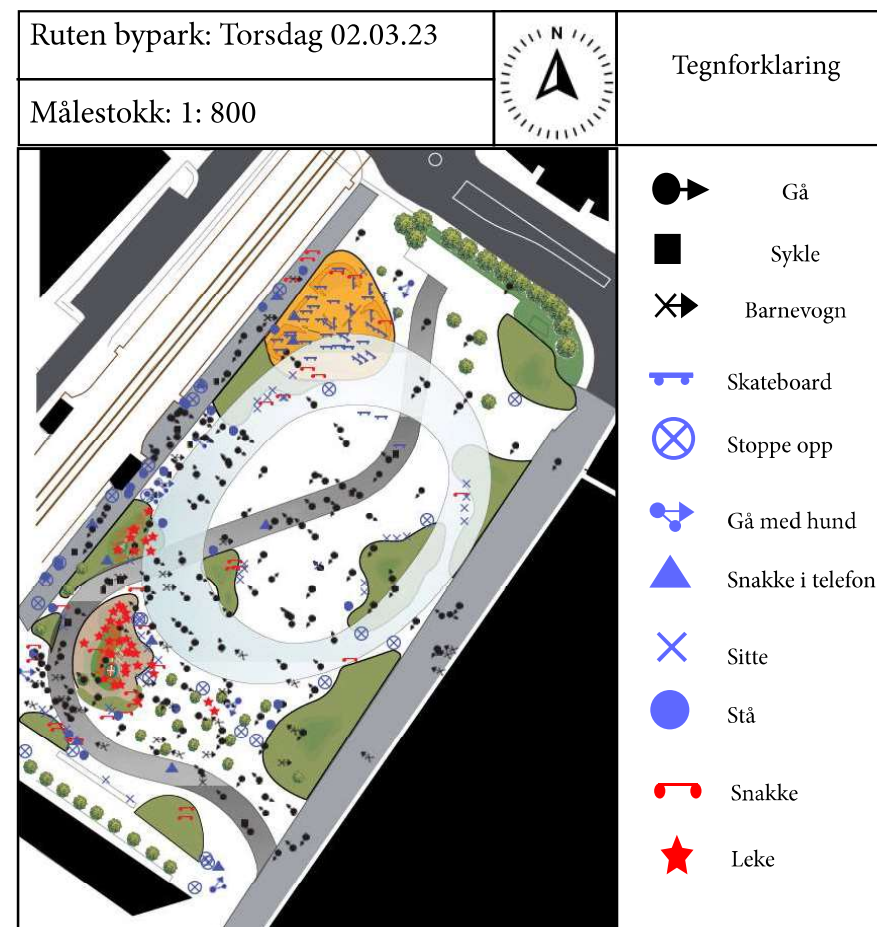 Ruten bypark: Torsdag 02.03.23
Målestokk: 1: 800
N
Tegnforklaring
Gå
Sykle
Barnevogn
Skateboard
Stoppe opp
Gå med hund
Snakke i telefon
Sitte
Stå
Snakke
Leke